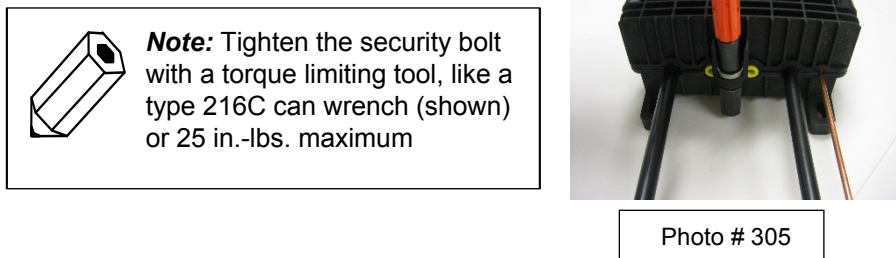 Note: Tighten the security bolt
with a torque limiting tool, like a
type 216C can wrench (shown)
or 25 in.-lbs. maximum
Photo # 305